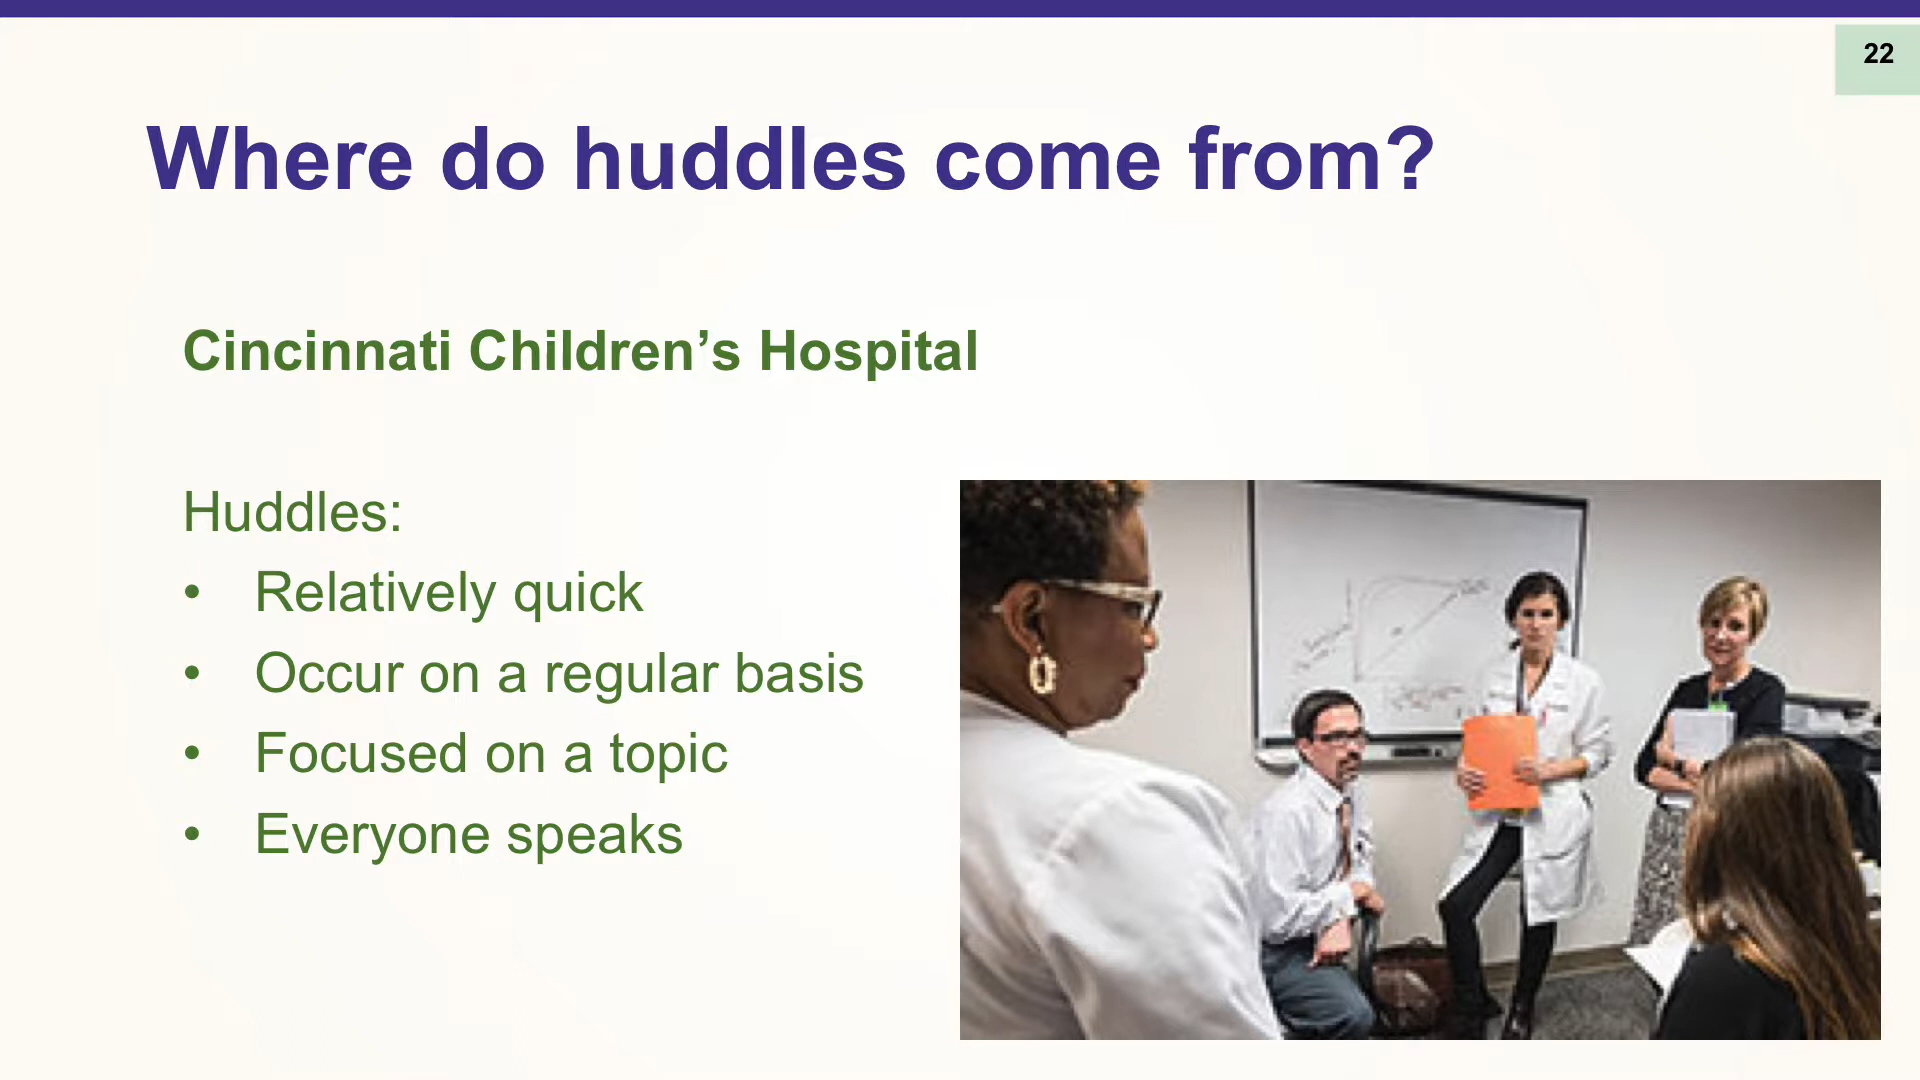 22
Where do huddles come from?
Cincinnati Children’s Hospital
Huddles:
• Relatively quick
• Occur on a regular basis
• Focused on a topic
• Everyone speaks